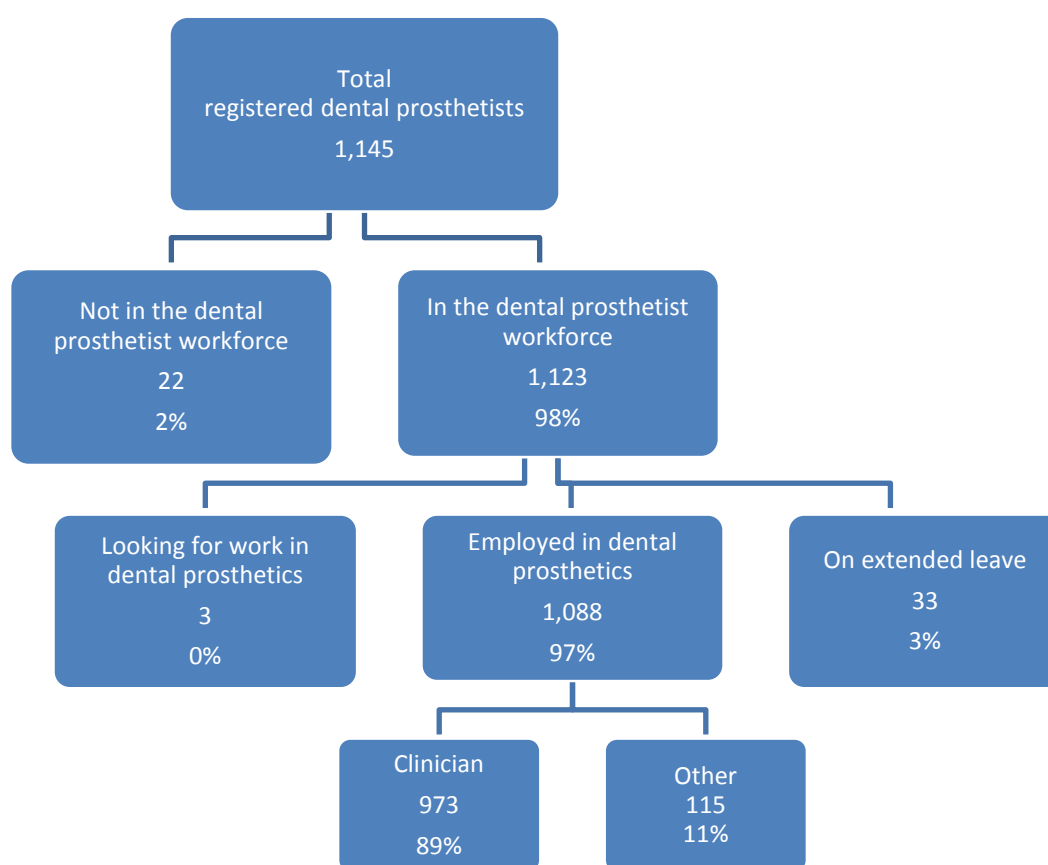 Total
registered dental prosthetists
1,145
Not in the dental
prosthetist workforce
22
2%
In the dental prosthetist
workforce
1,123
98%
Looking for work in
dental prosthetics
3
0%
Employed in dental
prosthetics
1,088
97%
On extended leave
33
3%
Clinician
973
89%
Other
115
11%